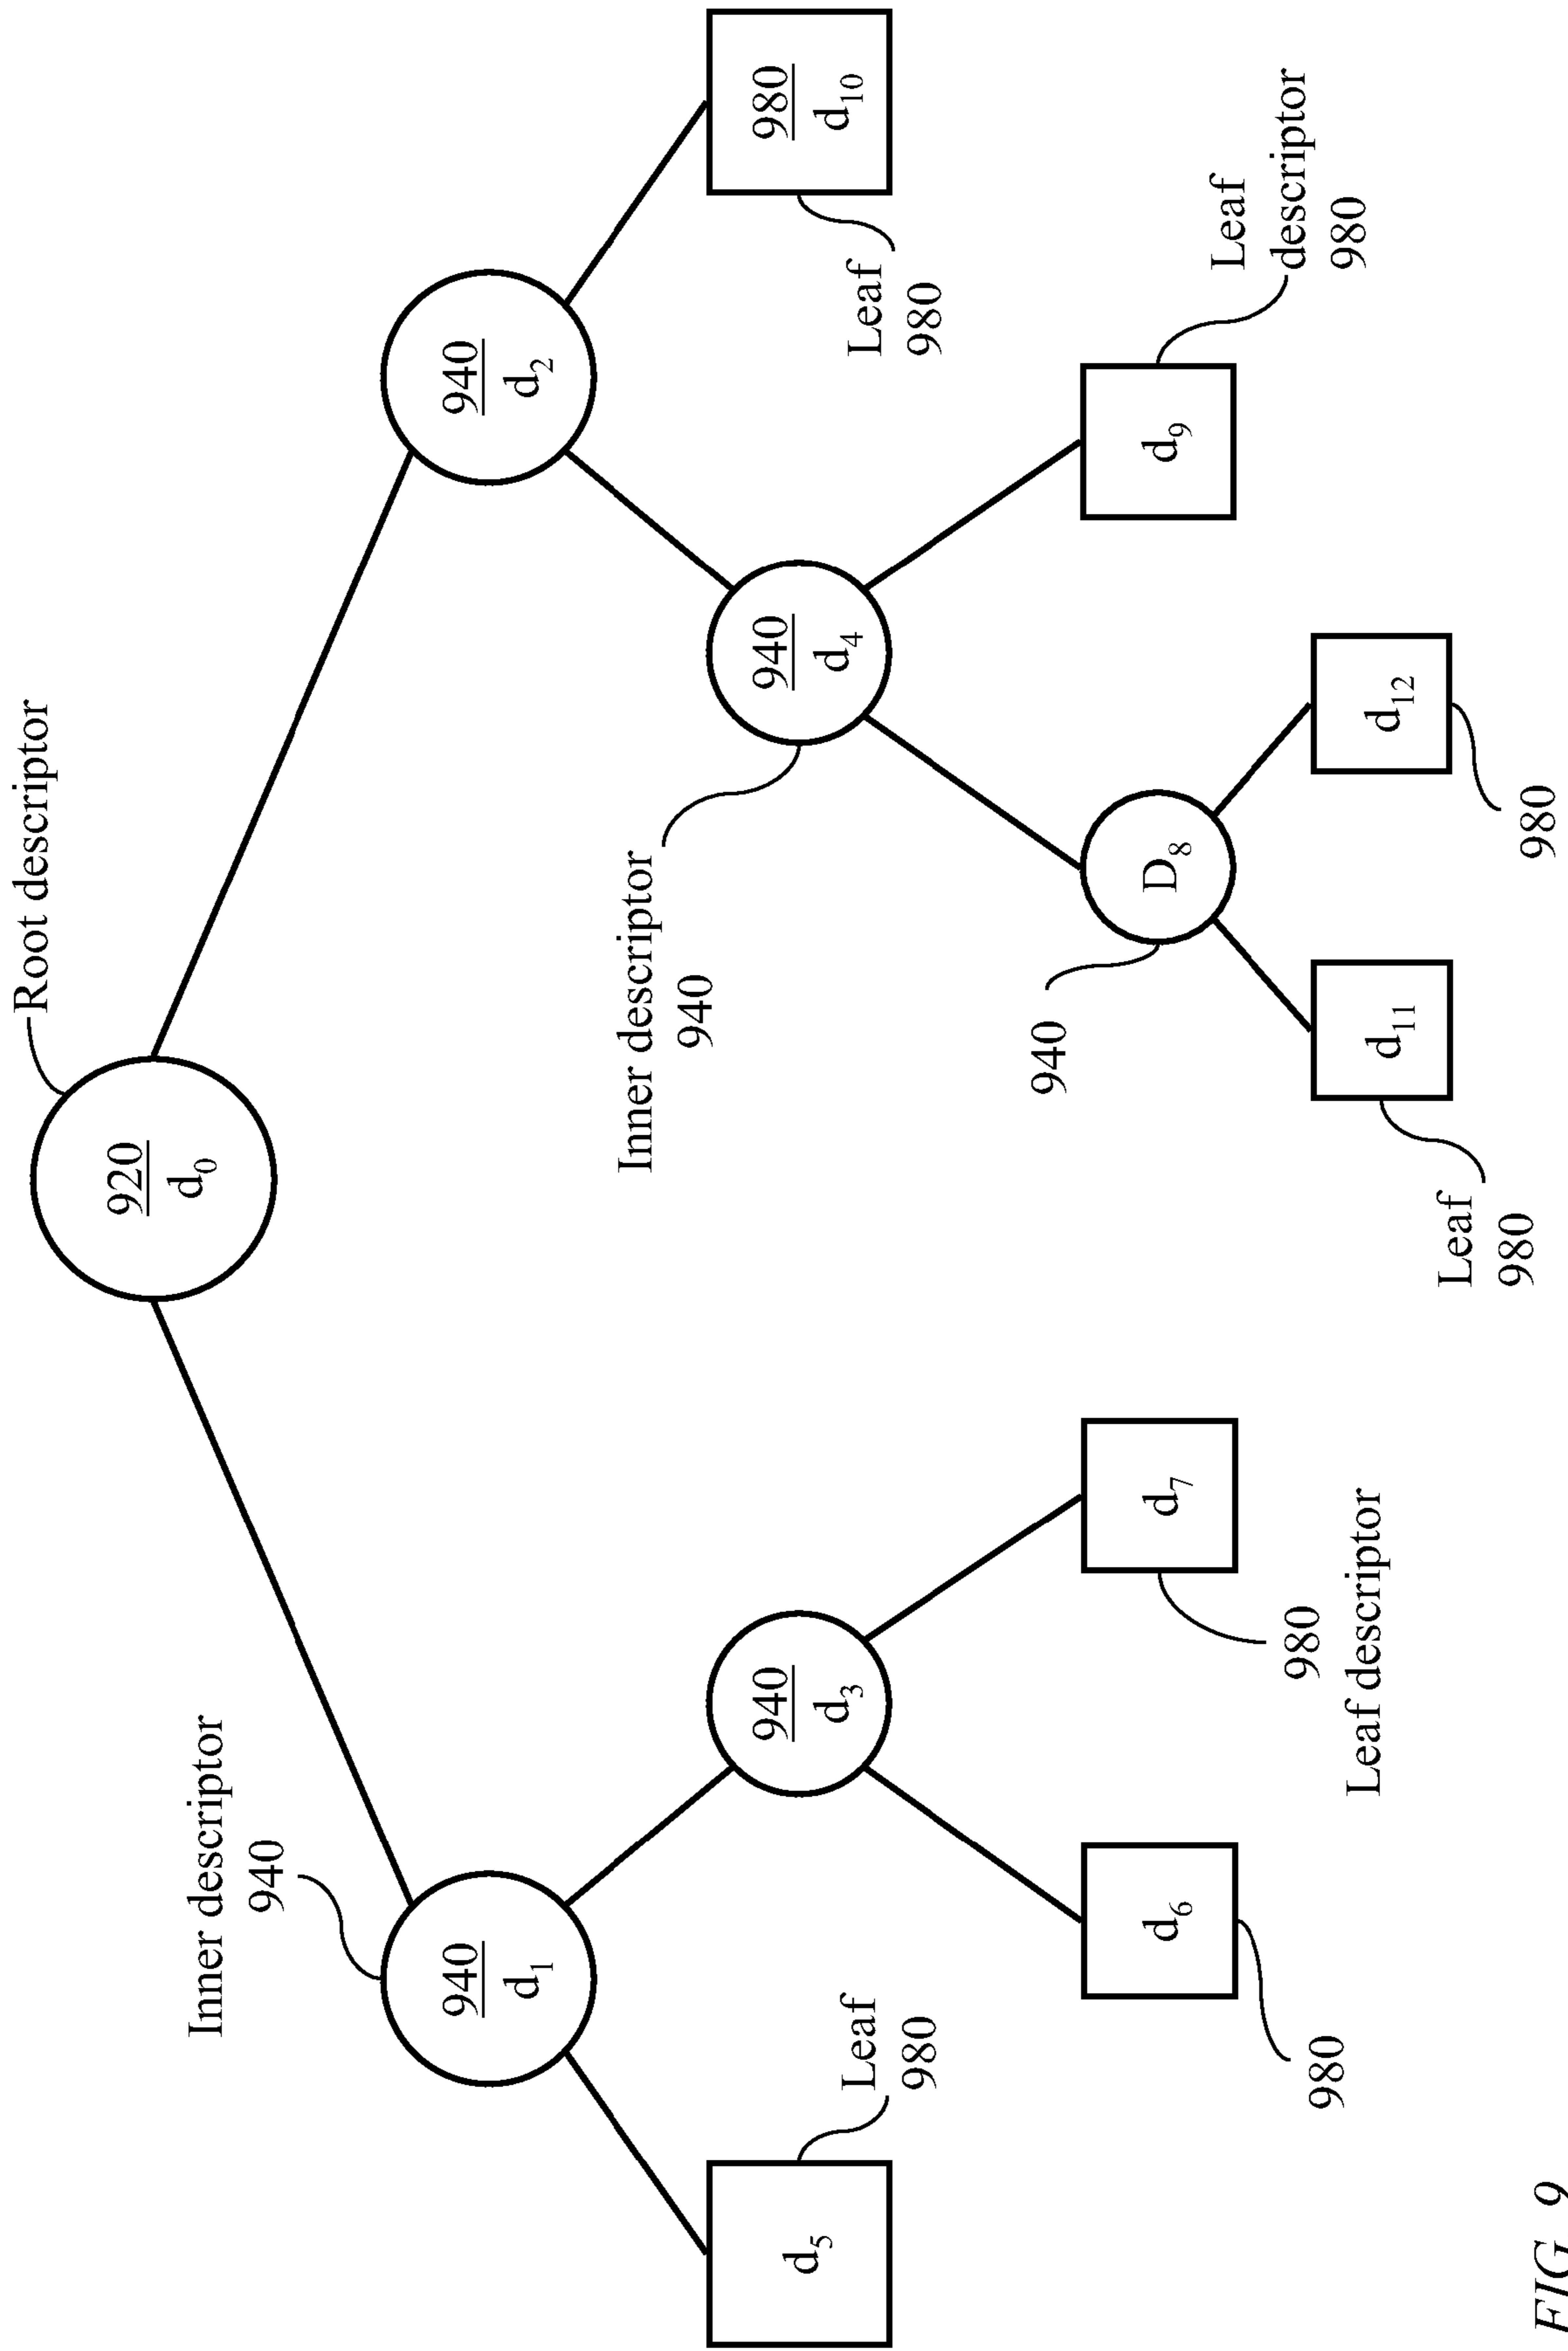 Root descriptor
920
d0
Inner descriptor
940
940
d1
940
d2
Inner descriptor
940
d5
Leaf
980
940
d3
940
d4
Leaf
980
980
d10
d6
980
d7
980
Leaf descriptor
940
D8
d9
Leaf
descriptor
980
Leaf
980
d11
d12
980
FIG. 9